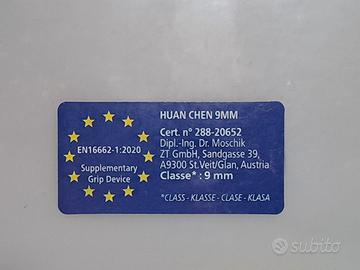 HUAN CHEN 9MM
Cert. n° 288-20652
Dipl.-Ing. Dr. Moschik
ZT GmbH, Sandgasse 39,
A9300 St.Veit/Glan, Austria
Classe* : 9 mm
*CLASS - KLASSE - CLASE - KLASA
EN16662-1:2020
Supplementary
Grip Device
subito